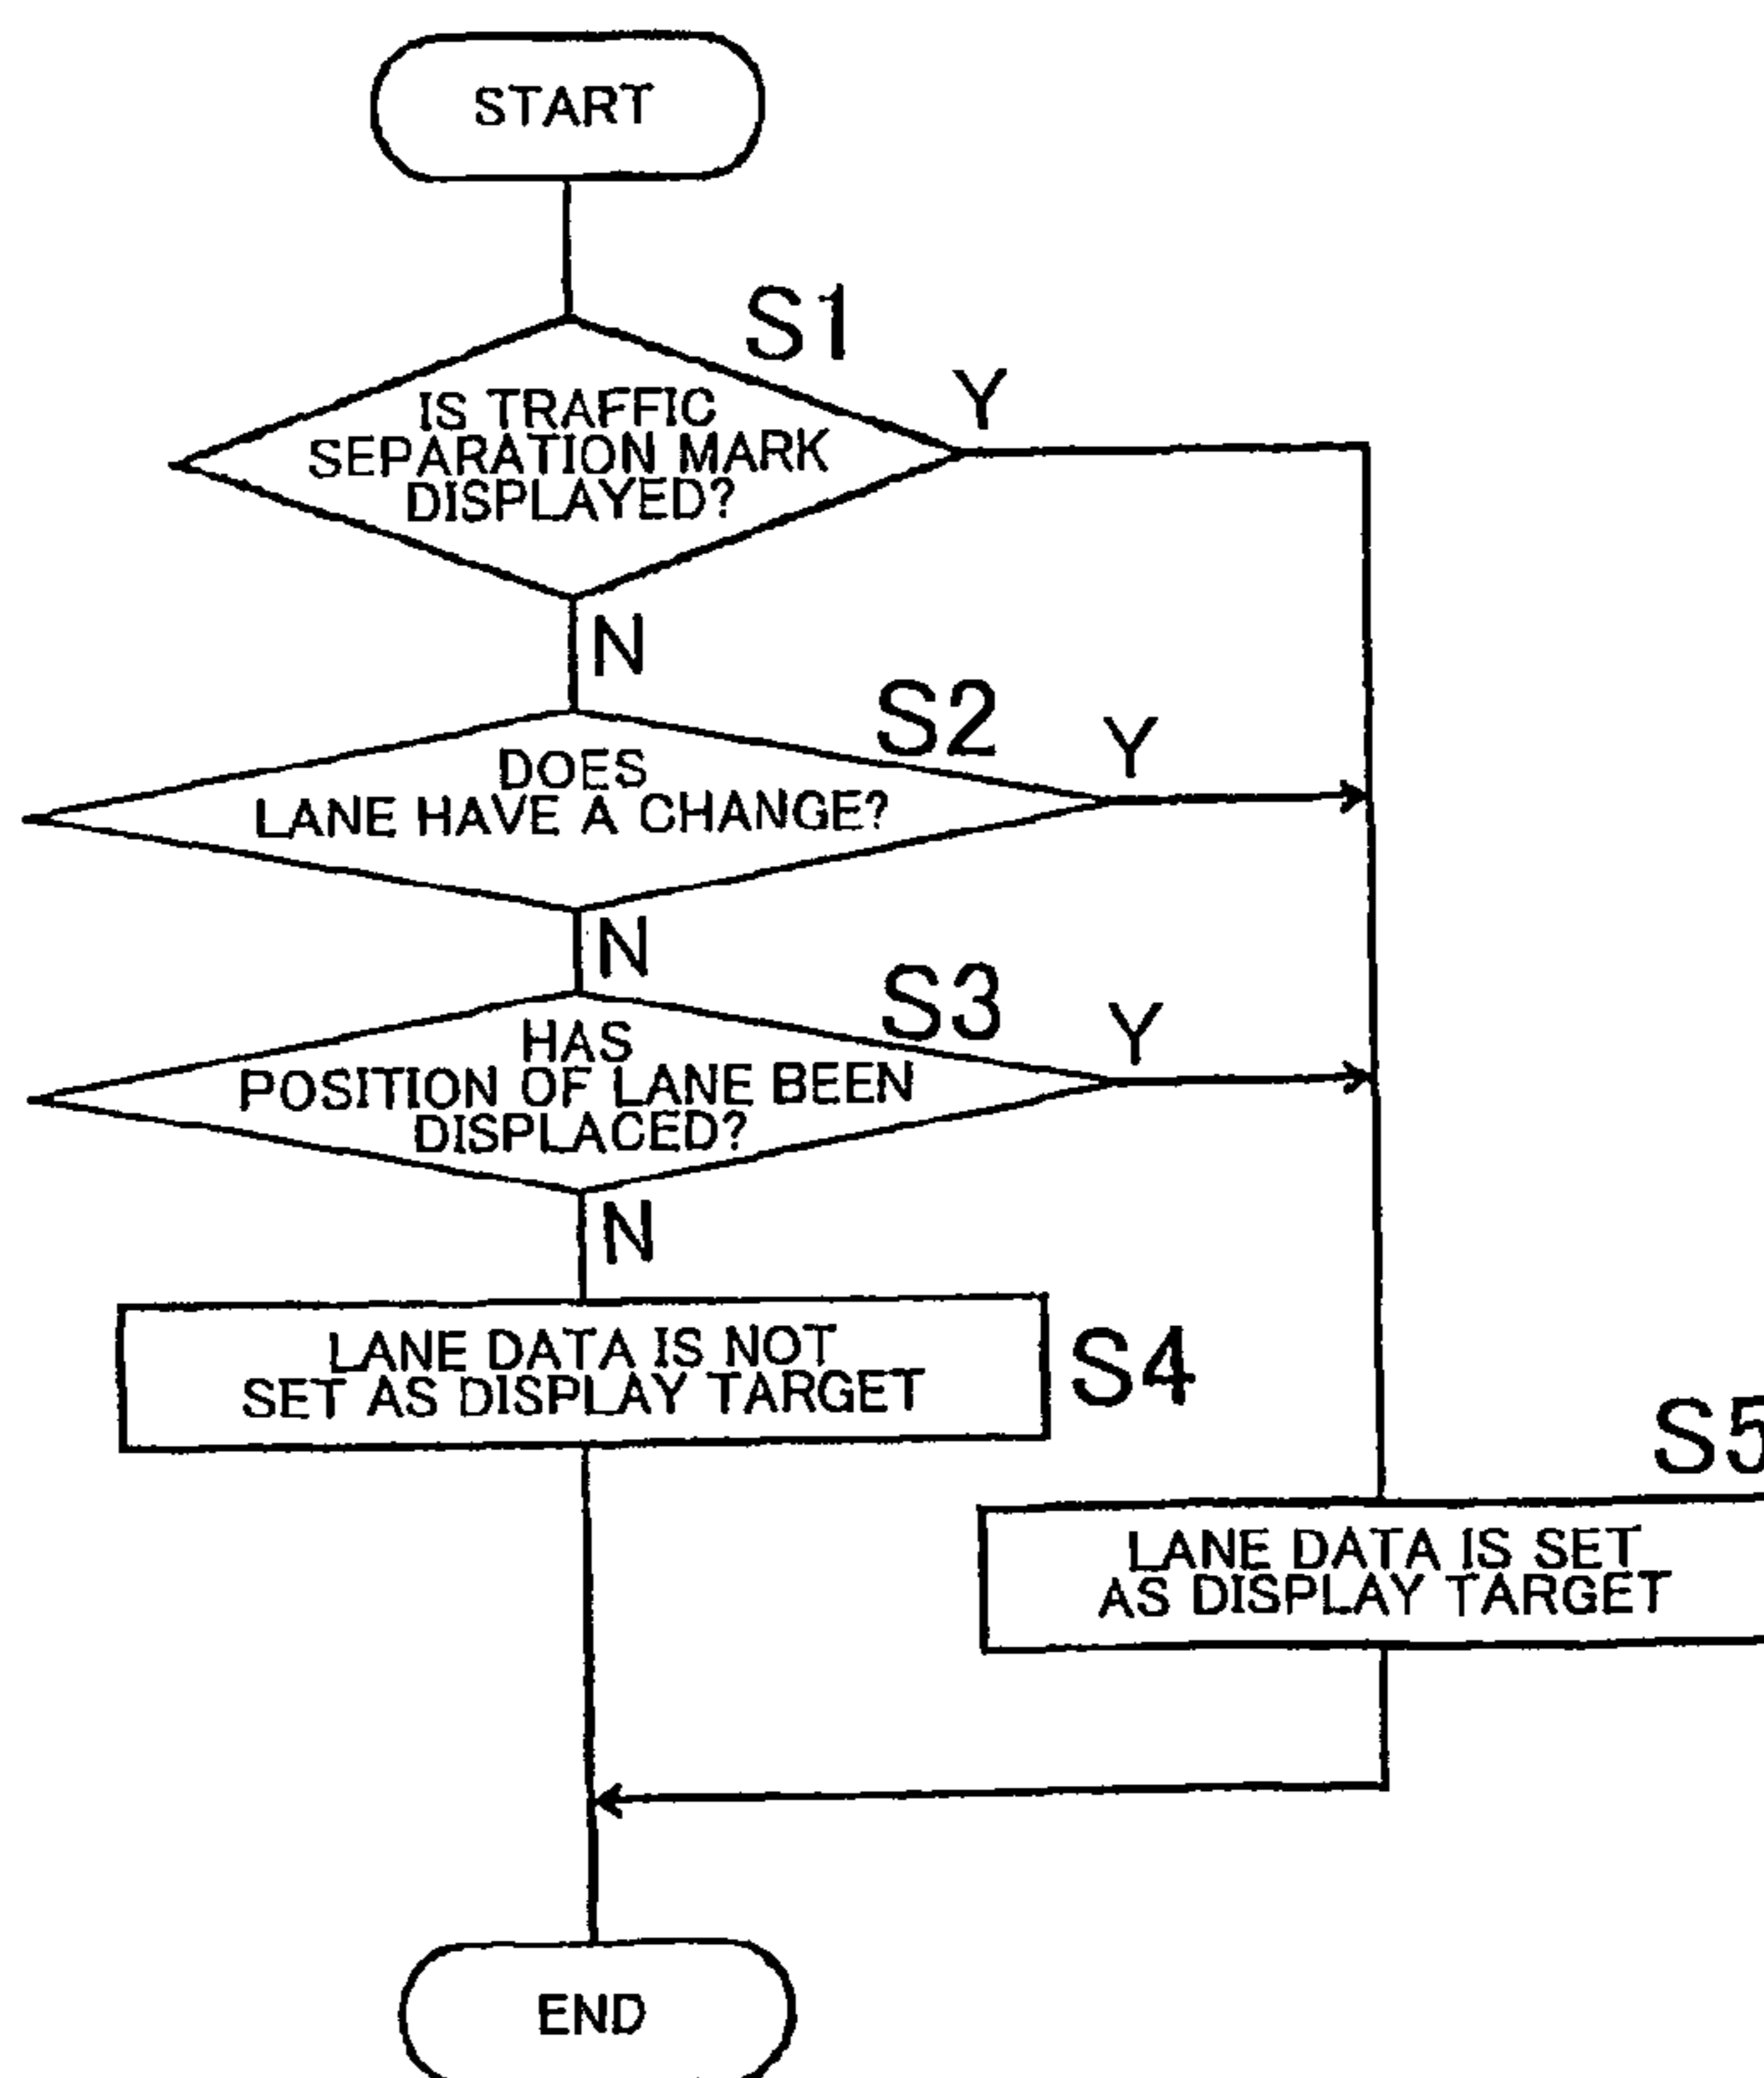 START
S1
Y
IS TRAFFIC
SEPARATION MARK
DISPLAYED?
N
S2
Y
DOES
LANE HAVE A CHANGE?
N
S3
Y
HAS
POSITION OF LANE BEEN
DISPLACED?
N
LANE DATA IS NOT
SET AS DISPLAY TARGET
S4
S5
LANE DATA IS SET
AS DISPLAY TARGET
END